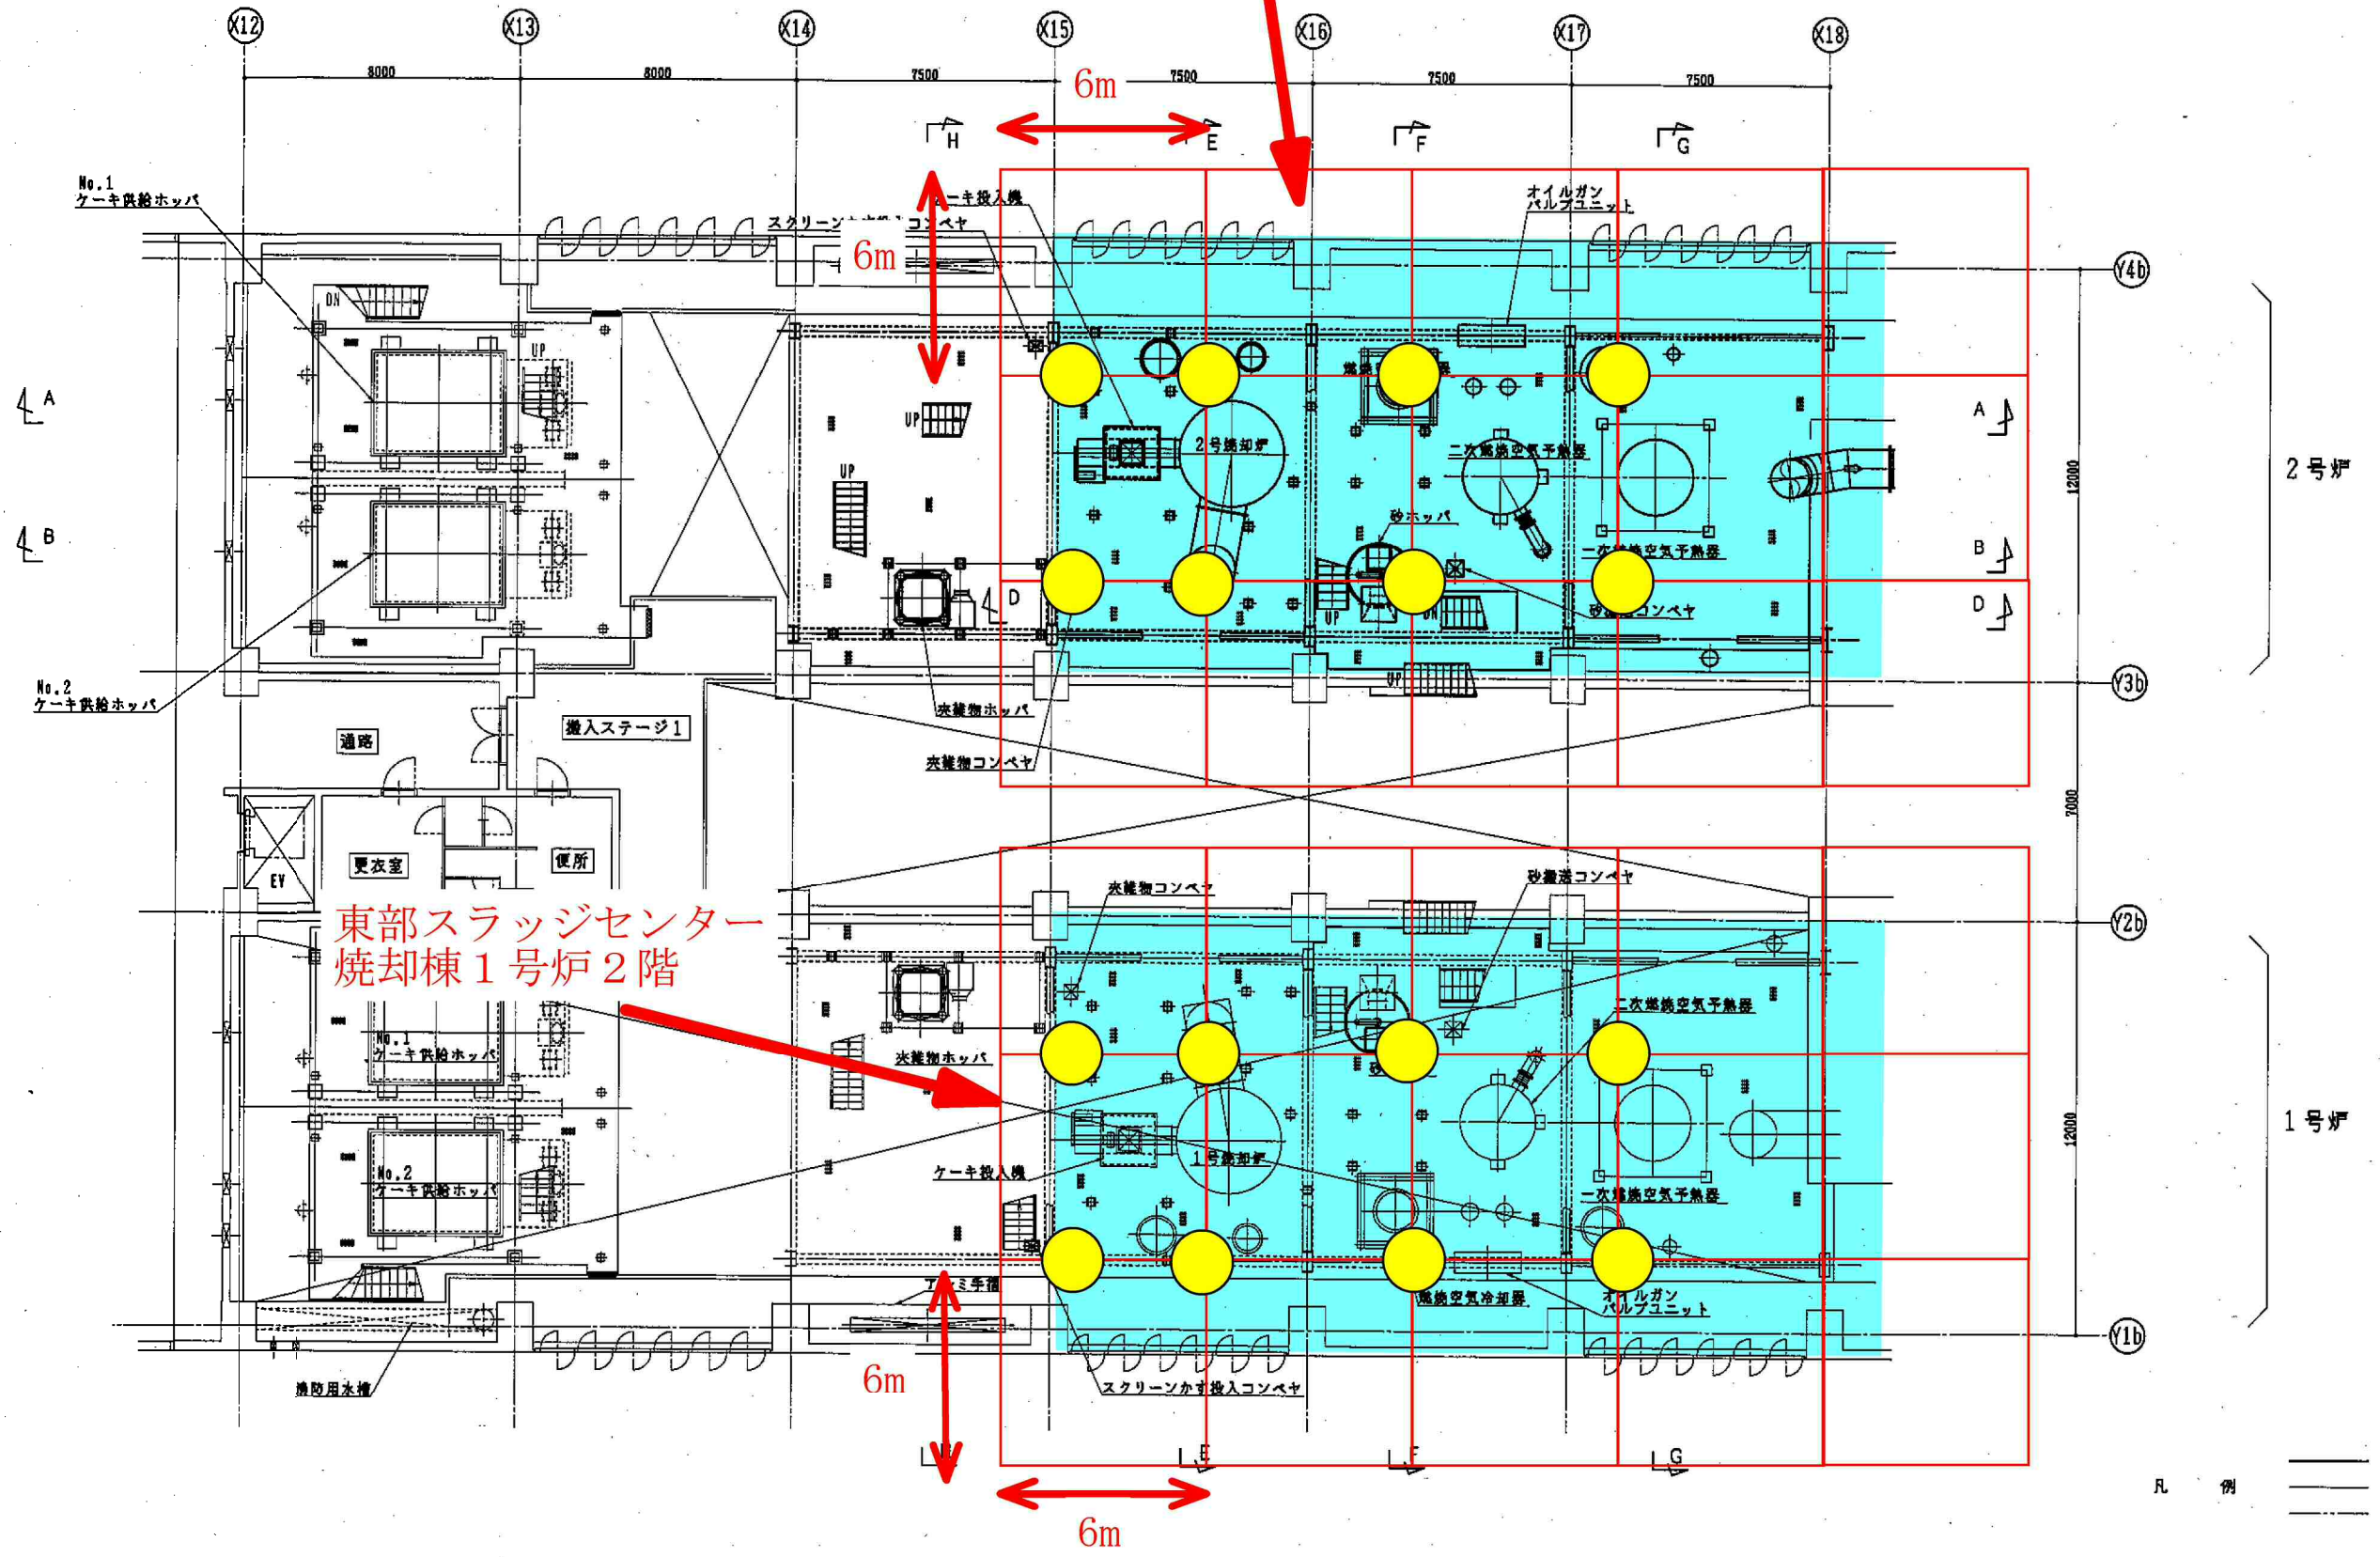 X12
X13
X14
X15
X16
X17
X18
8000
8000
7500
7500
7500
7500
6m
H
E
F
G
No.1
ケーキ供給ホッパ
ケーキ投入機
オイルガン
バルブユニット
コンベヤ
6m
Y4b
DN
UP
A
A
UP
2号焼却炉
二次燃焼空気予熱器
UP
12000
2号炉
砂ホッパ
B
B
一次燃焼空気予熱器
D
D
UP
DN
コンベヤ
No.2
ケーキ供給ホッパ
UP
Y3b
夾雑物ホッパ
搬入ステージ1
通路
夾雑物コンベヤ
7000
更衣室
便所
EV
夾雑物コンベヤ
砂搬送コンベヤ
東部スラッジセンター
焼却棟1号炉2階
Y2b
二次燃焼空気予熱器
No.1
ケーキ供給ホッパ
夾雑物ホッパ
12000
1号炉
ケーキ投入機
1号焼却炉
No.2
ケーキ供給ホッパ
一次燃焼空気予熱器
燃焼空気冷却器
オイルガン
バルブユニット
Y1b
6m
消防用水槽
スクリーンかす投入コンベヤ
E
F
G
6m
凡 例